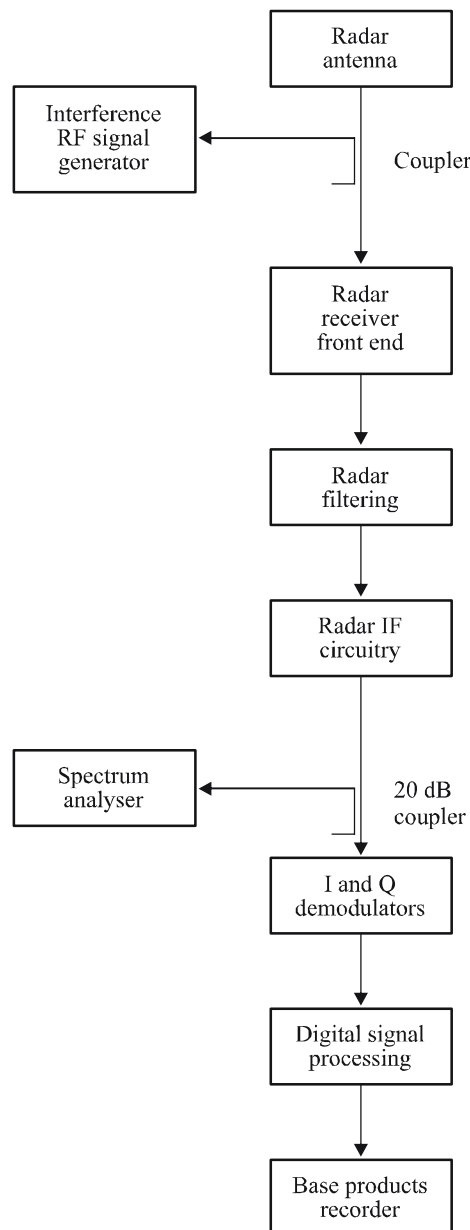 Radar
antenna
Interference
RF signal
generator
Coupler
Radar
receiver
front end
Radar
filtering
Radar IF
circuitry
Spectrum
analyser
20 dB
coupler
I and Q
demodulators
Digital signal
processing
Base products
recorder